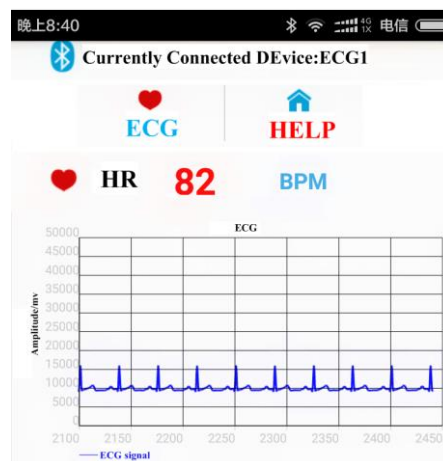 晚上8:40 4G 1X 电信
Currently Connected DEvice:ECG1
ECG HELP
HR 82 BPM
ECG
50000
45000
40000
35000
30000
25000
20000
15000
10000
5000
0
Amplitude/mv
2100 2150 2200 2250 2300 2350 2400 2450
ECG signal